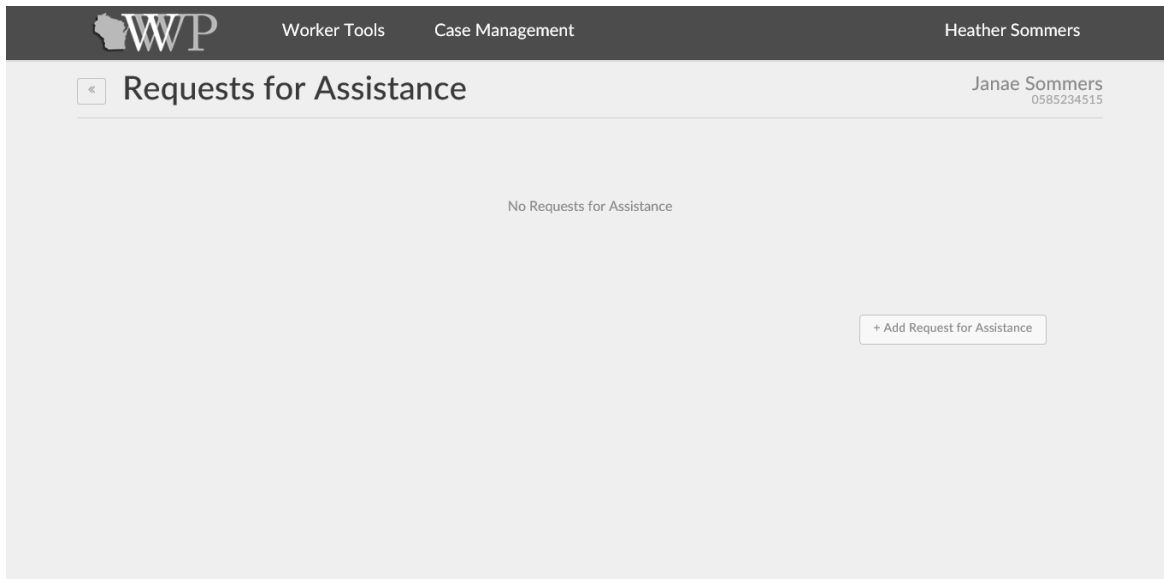 WWP Worker Tools Case Management Heather Sommers
« Requests for Assistance Janae Sommers
0585234515
No Requests for Assistance
+ Add Request for Assistance